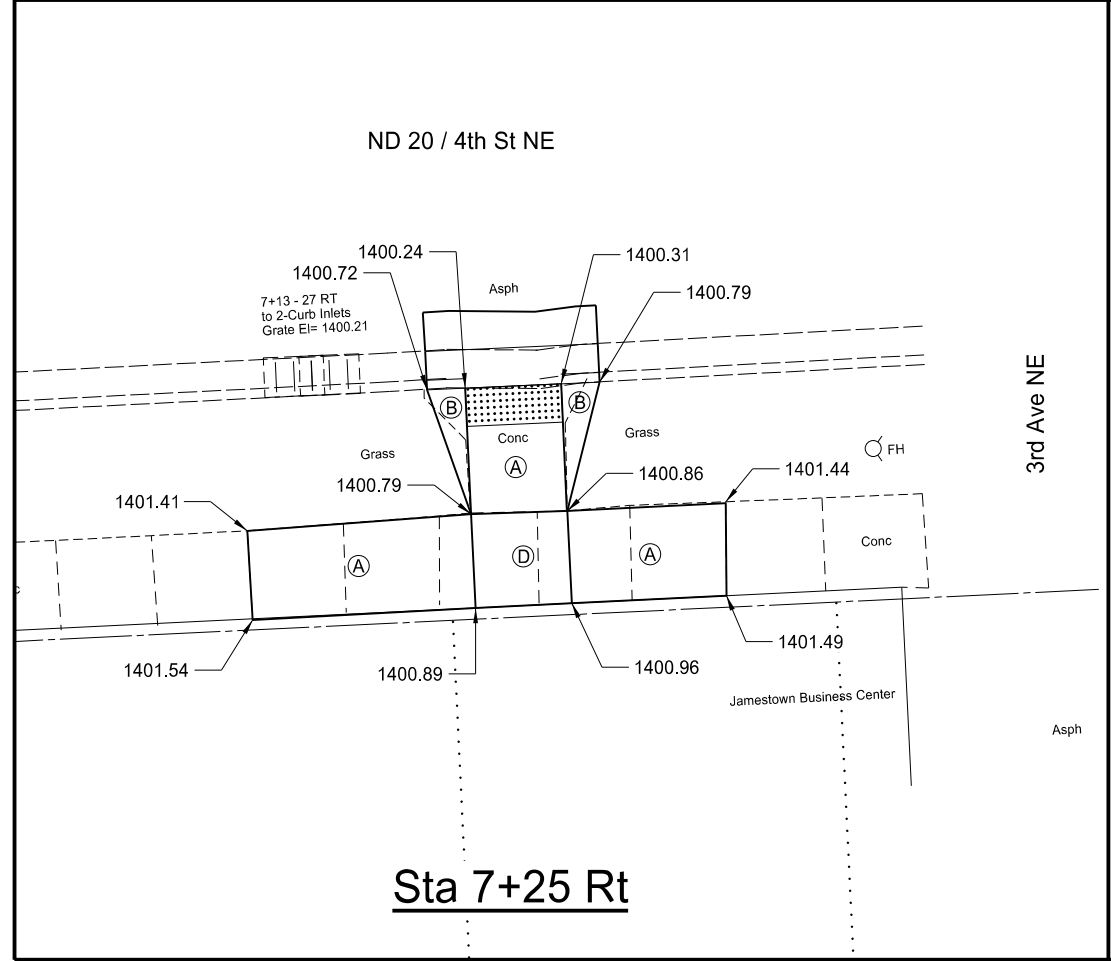 ND 20 / 4th St NE
1400.24
1400.31
1400.72
Asph
1400.79
7+13 - 27 RT
to 2-Curb Inlets
Grate El= 1400.21
3rd Ave NE
B
B
Conc
Grass
Grass
FH
A
1400.79
1400.86
1401.44
1401.41
Conc
A
D
A
c
1401.54
1400.89
1400.96
1401.49
Jamestown Business Center
Asph
Sta 7+25 Rt